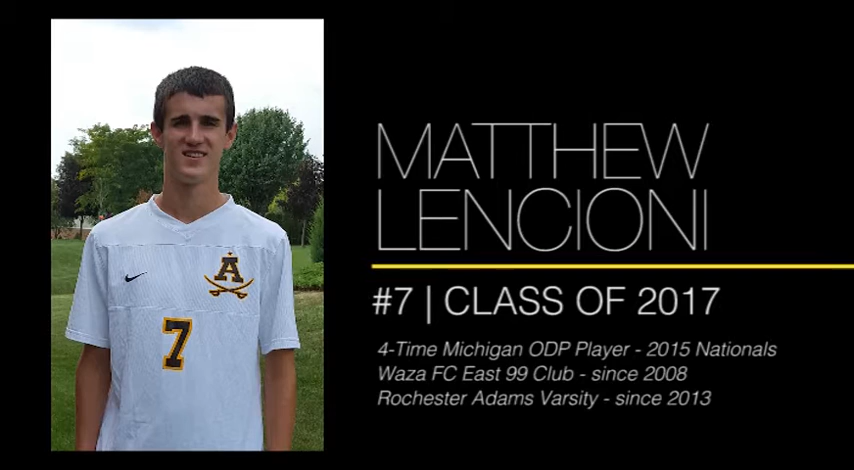 A
7
MATTHEW
LENCIONI
#7 | CLASS OF 2017
4-Time Michigan ODP Player - 2015 Nationals
Waza FC East 99 Club - since 2008
Rochester Adams Varsity - since 2013